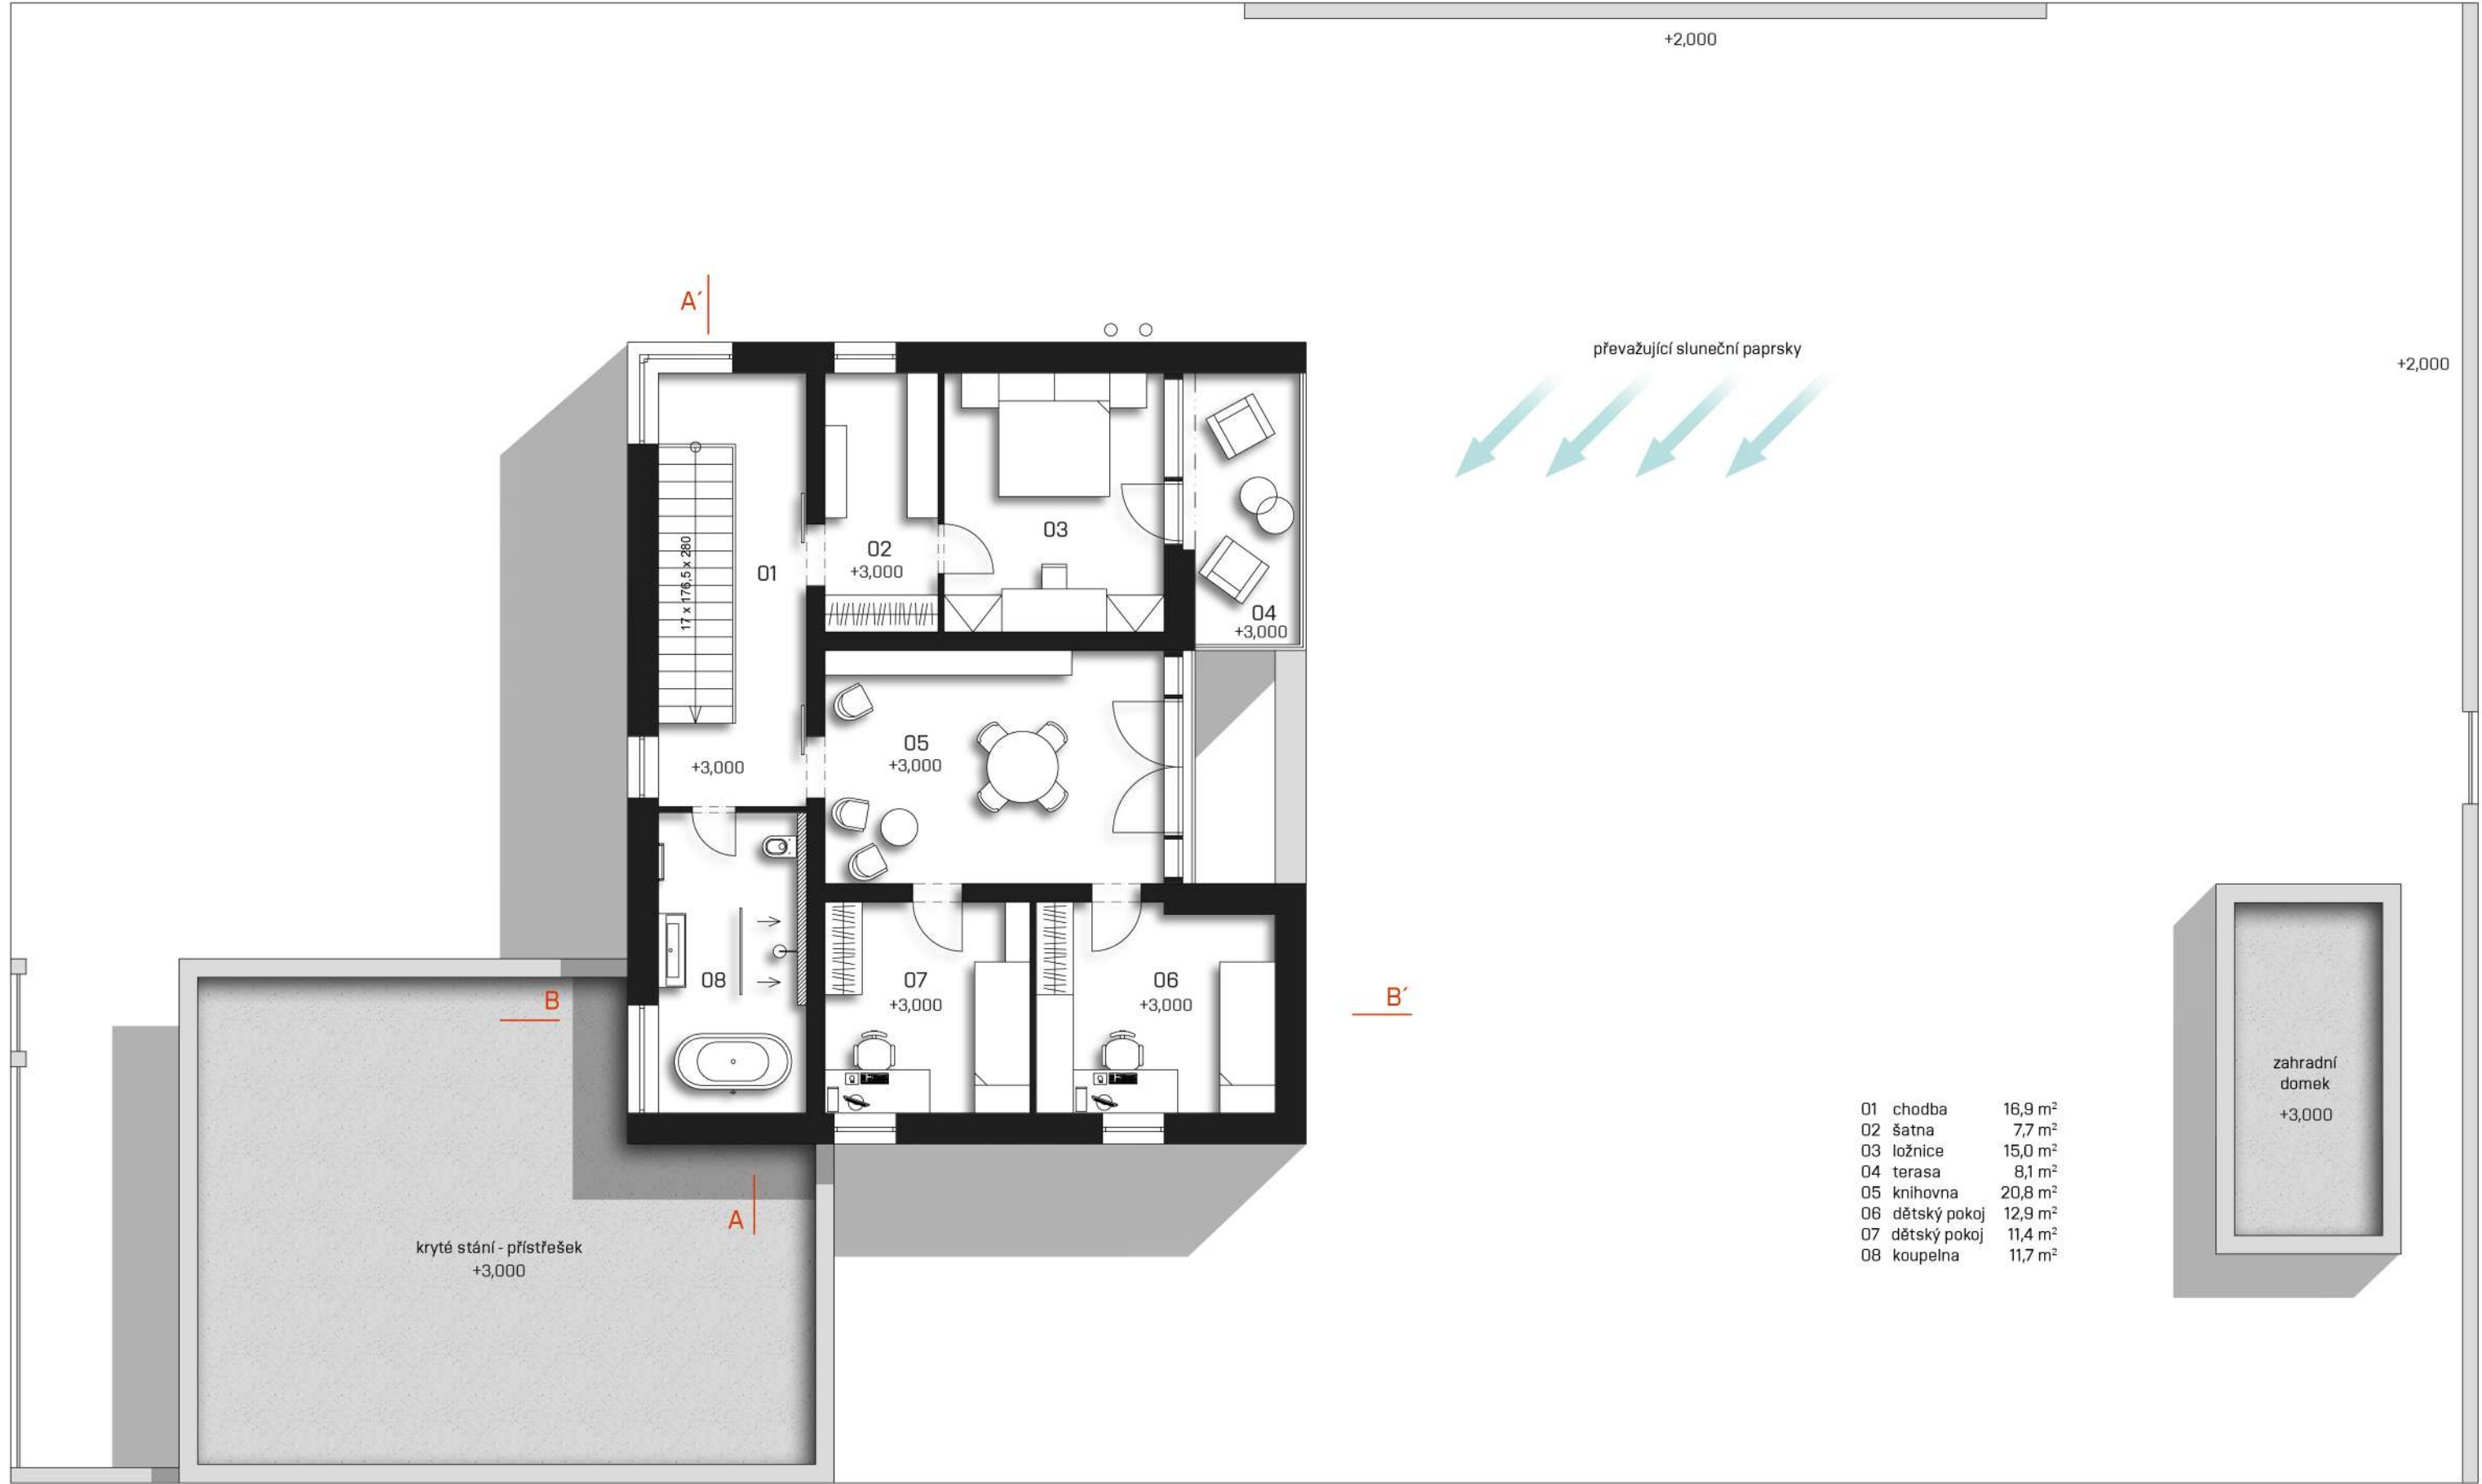 +2,000
A´
převažující sluneční paprsky
+2,000
17 x 176,5 x 280
01
02
+3,000
03
04
+3,000
+3,000
05
+3,000
08
07
+3,000
06
+3,000
B
B´
A
kryté stání - přístřešek
+3,000
zahradní
domek
+3,000
01 chodba 16,9 m²
02 šatna 7,7 m²
03 ložnice 15,0 m²
04 terasa 8,1 m²
05 knihovna 20,8 m²
06 dětský pokoj 12,9 m²
07 dětský pokoj 11,4 m²
08 koupelna 11,7 m²